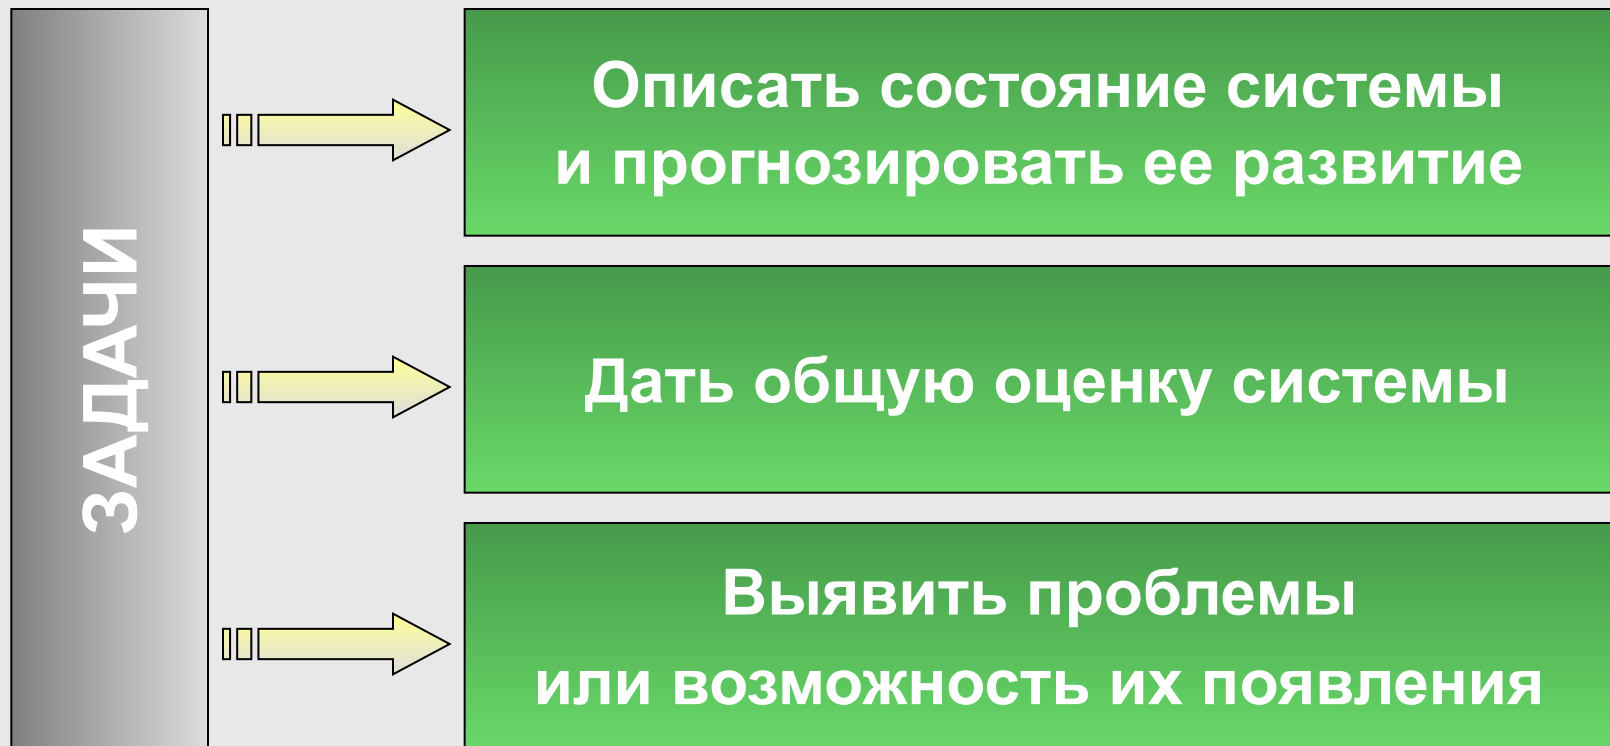 ЗАДАЧИ
Описать состояние системы
и прогнозировать ее развитие
Дать общую оценку системы
Выявить проблемы
или возможность их появления